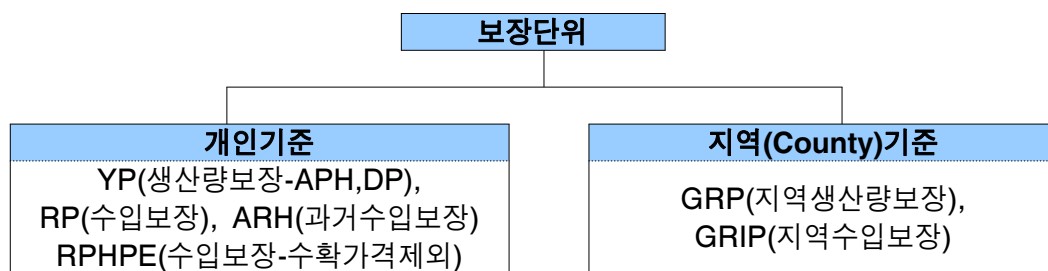 보장단위
개인기준
YP(생산량보장-APH,DP),
RP(수입보장), ARH(과거수입보장)
RPHPE(수입보장-수확가격제외)
지역(County)기준
GRP(지역생산량보장),
GRIP(지역수입보장)